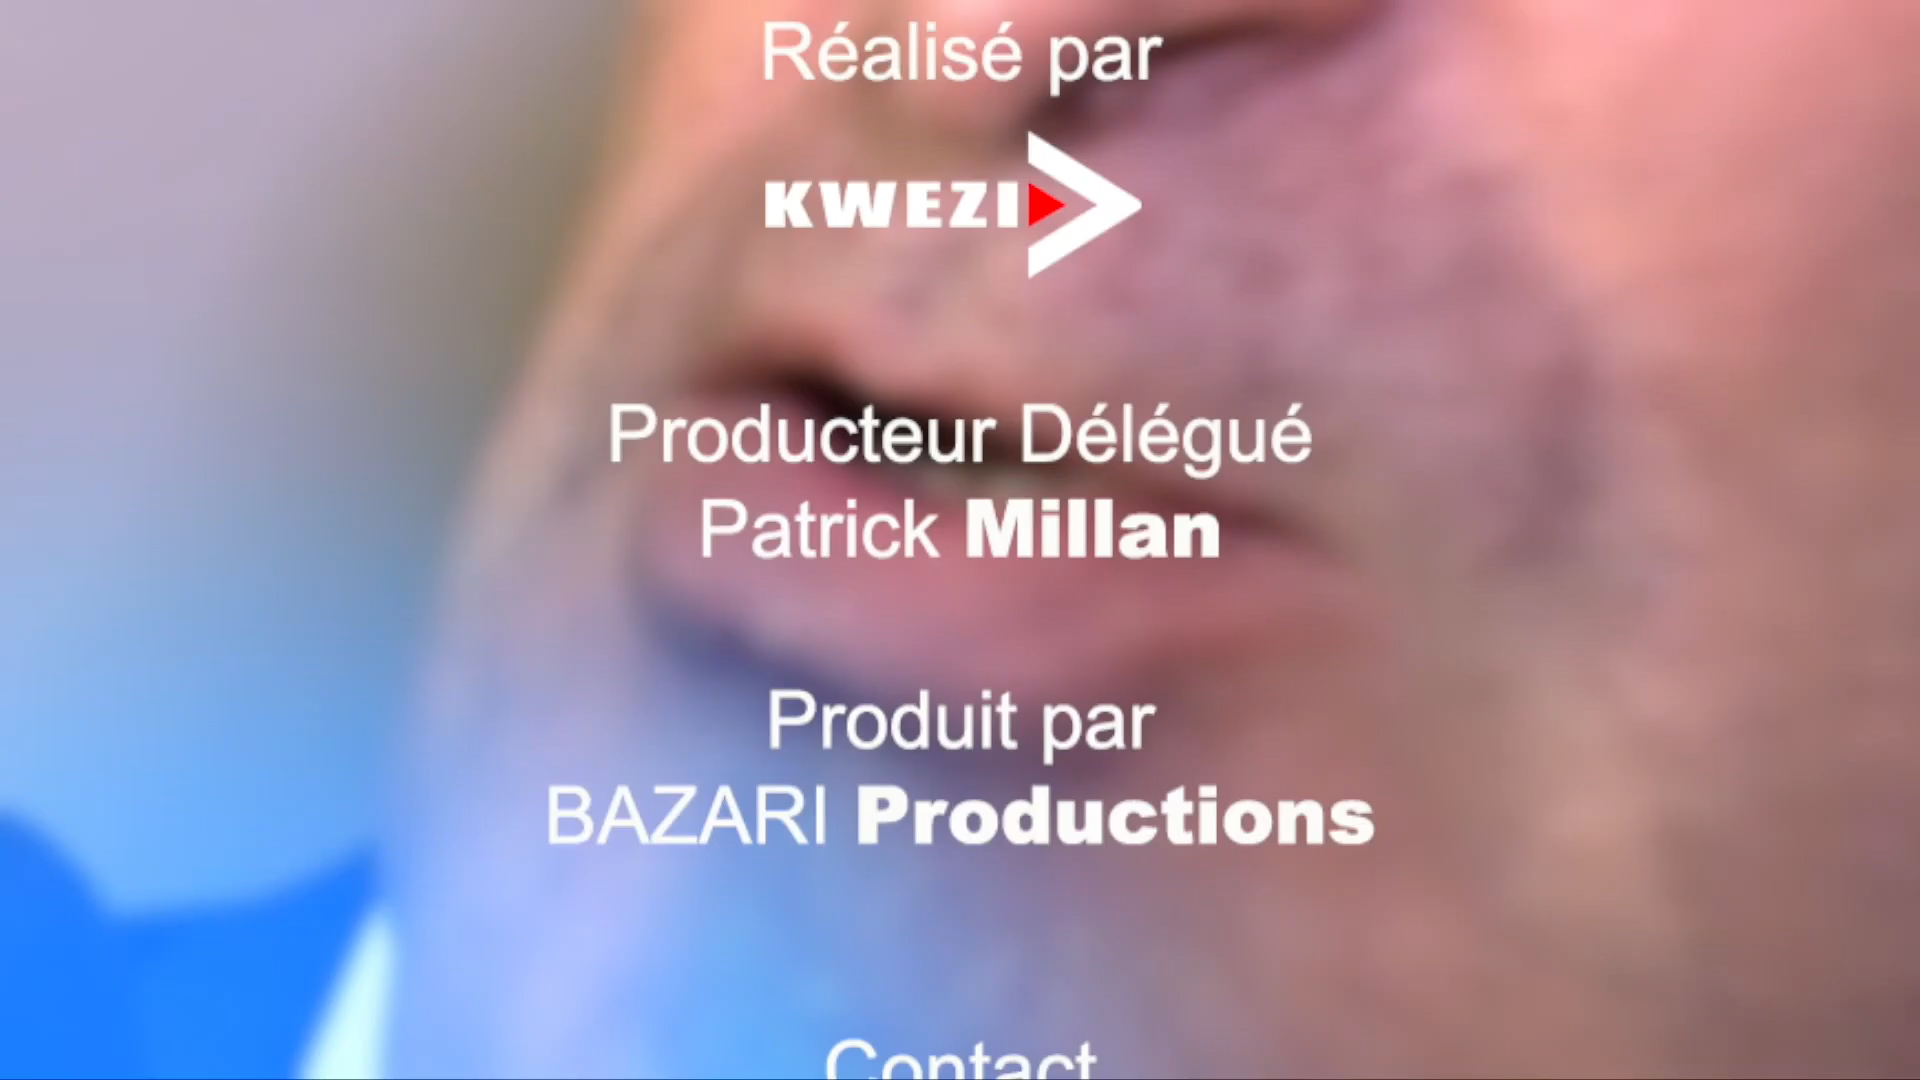 Réalisé par
KWEZI
Producteur Délégué
Patrick Millan
Produit par
BAZARI Productions
Contact